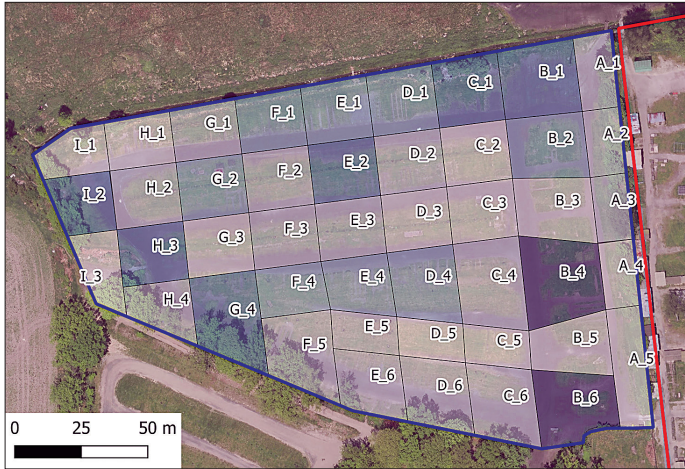 A_1
B_1
C_1
D_1
E_1
F_1
G_1
H_1
I_1
A_2
B_2
C_2
D_2
E_2
F_2
G_2
H_2
I_2
A_3
B_3
C_3
D_3
E_3
F_3
G_3
H_3
I_3
A_4
B_4
C_4
D_4
E_4
F_4
G_4
H_4
A_5
B_5
C_5
D_5
E_5
F_5
B_6
C_6
D_6
E_6
0 25 50 m